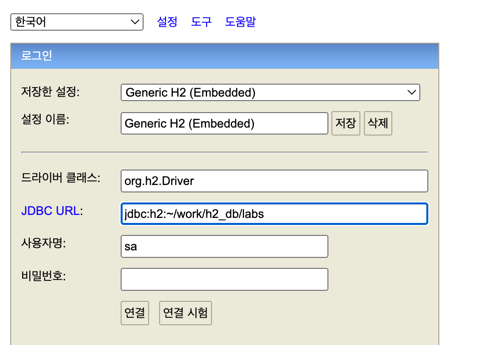 한국어 설정 도구 도움말
로그인
저장한 설정: Generic H2 (Embedded)
설정 이름: Generic H2 (Embedded) 저장 삭제
드라이버 클래스: org.h2.Driver
JDBC URL: jdbc:h2:~/work/h2_db/labs
사용자명: sa
비밀번호:
연결 연결 시험